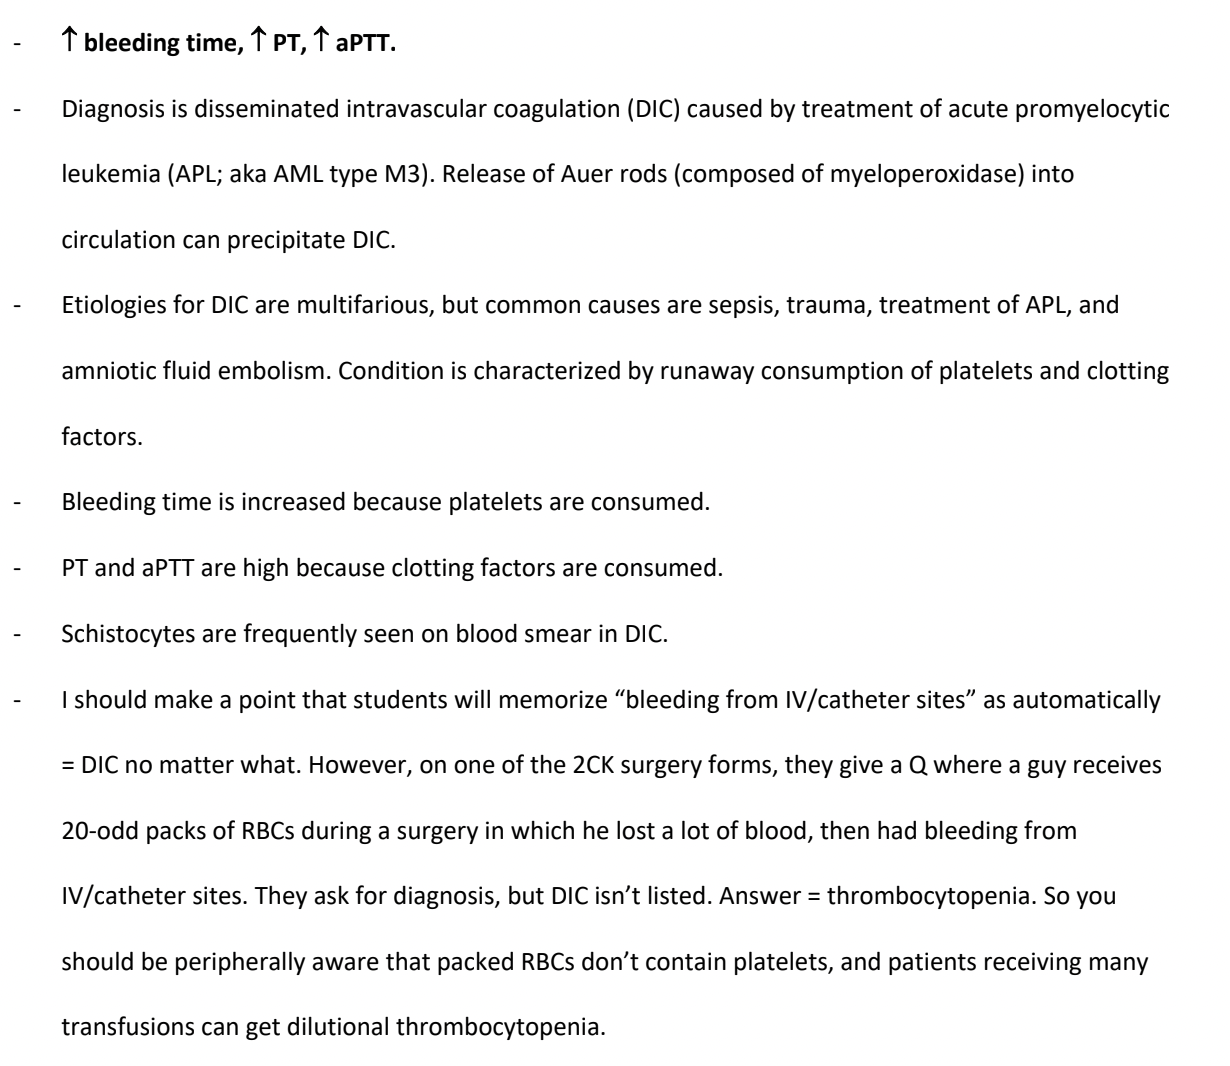 - ↑ bleeding time, ↑ PT, ↑ aPTT.
- Diagnosis is disseminated intravascular coagulation (DIC) caused by treatment of acute promyelocytic
leukemia (APL; aka AML type M3). Release of Auer rods (composed of myeloperoxidase) into
circulation can precipitate DIC.
- Etiologies for DIC are multifarious, but common causes are sepsis, trauma, treatment of APL, and
amniotic fluid embolism. Condition is characterized by runaway consumption of platelets and clotting
factors.
- Bleeding time is increased because platelets are consumed.
- PT and aPTT are high because clotting factors are consumed.
- Schistocytes are frequently seen on blood smear in DIC.
- I should make a point that students will memorize “bleeding from IV/catheter sites” as automatically
= DIC no matter what. However, on one of the 2CK surgery forms, they give a Q where a guy receives
20-odd packs of RBCs during a surgery in which he lost a lot of blood, then had bleeding from
IV/catheter sites. They ask for diagnosis, but DIC isn’t listed. Answer = thrombocytopenia. So you
should be peripherally aware that packed RBCs don’t contain platelets, and patients receiving many
transfusions can get dilutional thrombocytopenia.